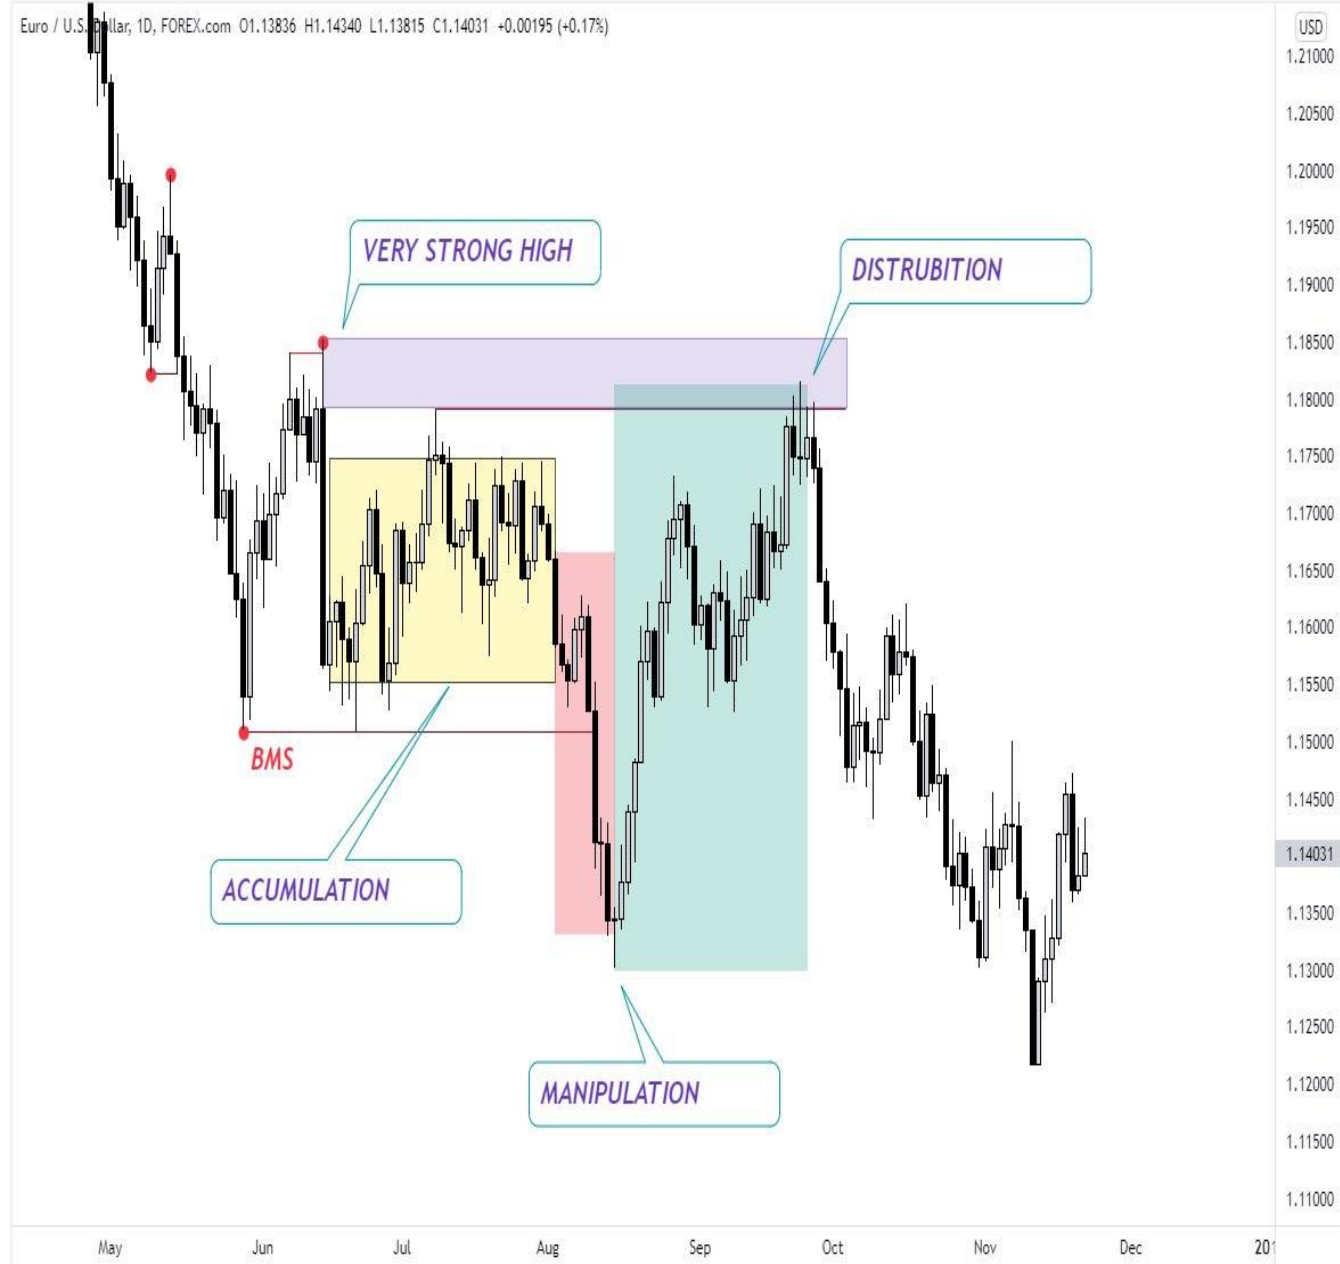 Euro / U.S. Dollar, 1D, FOREX.com O1.13836 H1.14340 L1.13815 C1.14031 +0.00195 (+0.17%)
USD
1.21000
1.20500
1.20000
1.19500
VERY STRONG HIGH
DISTRUBITION
1.19000
1.18500
1.18000
1.17500
1.17000
1.16500
1.16000
1.15500
1.15000
BMS
1.14500
1.14031
ACCUMULATION
1.13500
1.13000
1.12500
MANIPULATION
1.12000
1.11500
1.11000
May Jun Jul Aug Sep Oct Nov Dec 201